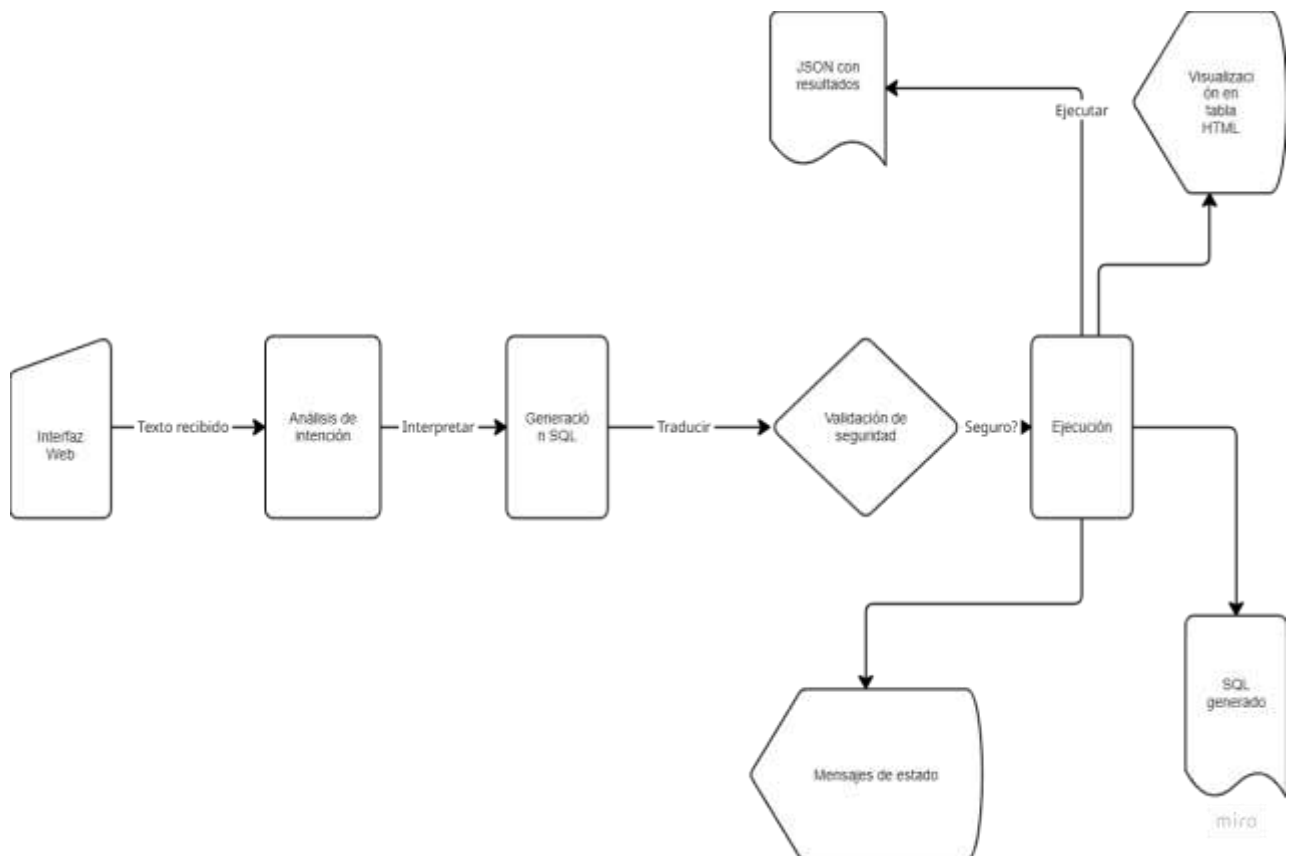 JSON con
resultados
Ejecutar
Visualizaci
ón en
tabla
HTML
Interfaz
Web
Texto recibido
Análisis de
intención
Interpretar
Generació
n SQL
Traducir
Validación de
seguridad
Seguro?
Ejecución
SQL
generado
Mensajes de estado
miro